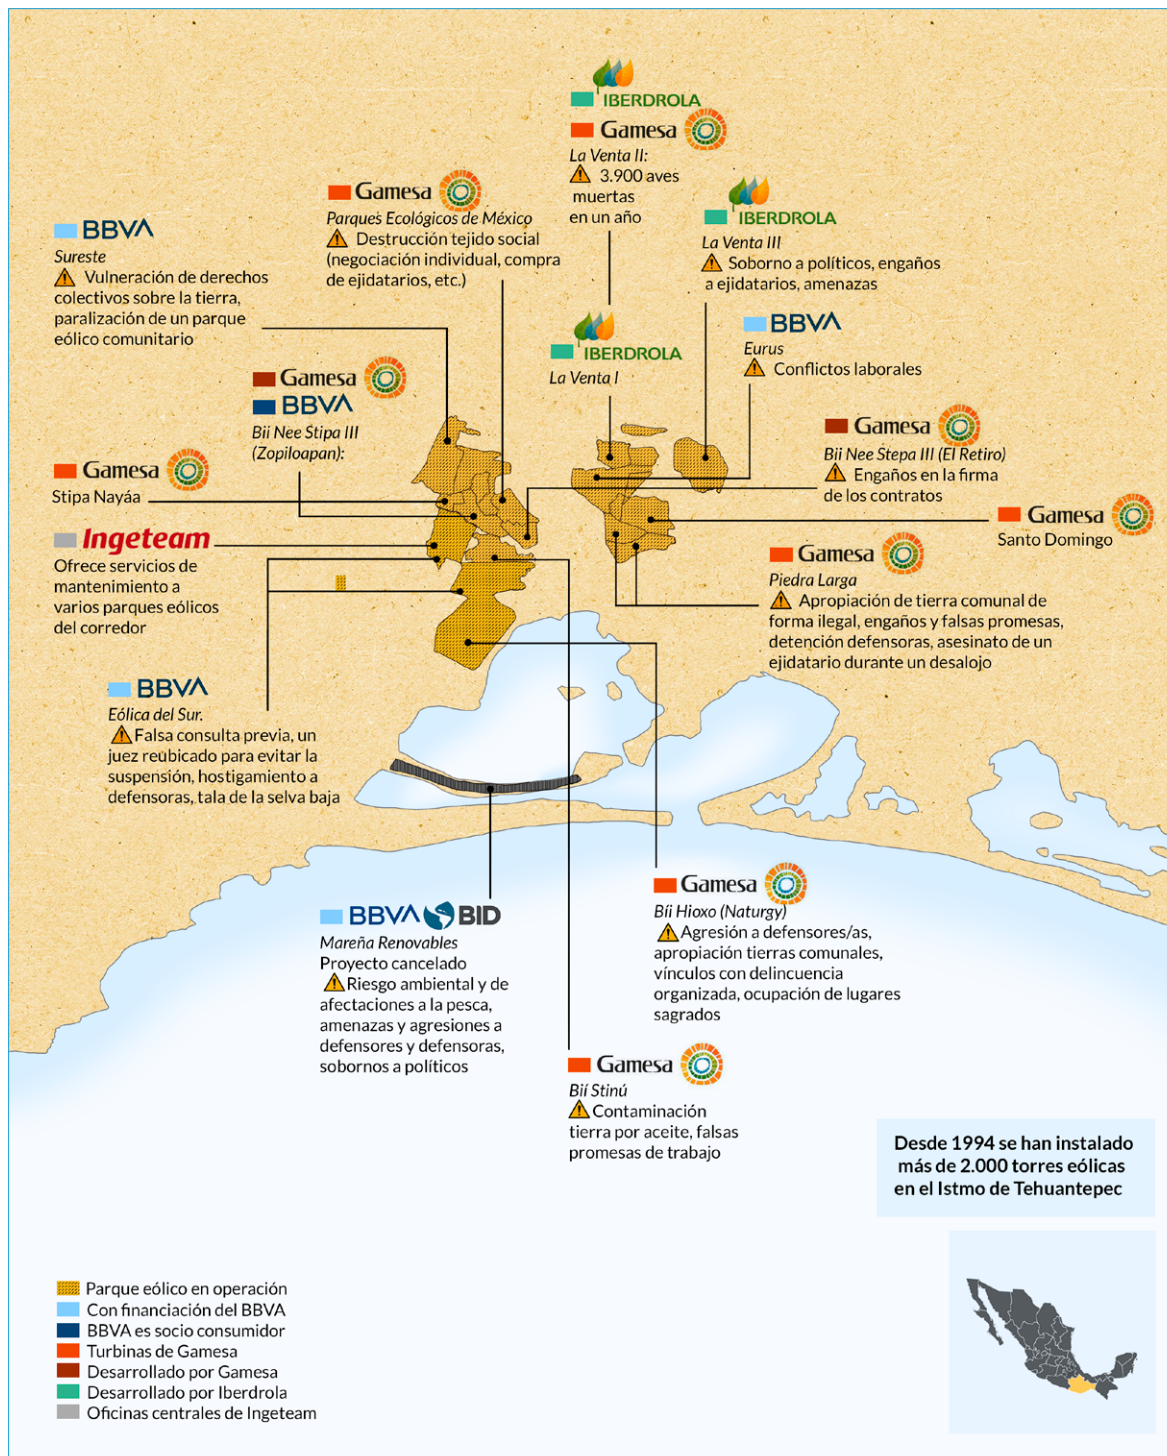 IBERDROLA
Gamesa
La Venta II:
3.900 aves
muertas
en un año
Gamesa
Parques Ecológicos de México
Destrucción tejido social
(negociación individual, compra
de ejidatarios, etc.)
IBERDROLA
La Venta III
Soborno a políticos, engaños
a ejidatarios, amenazas
BBVA
Sureste
Vulneración de derechos
colectivos sobre la tierra,
paralización de un parque
eólico comunitario
IBERDROLA
La Venta I
BBVA
Eurus
Conflictos laborales
Gamesa
BBVA
Bii Nee Stipa III
(Zopiloapan):
Gamesa
Bii Nee Stepa III (El Retiro)
Engaños en la firma
de los contratos
Gamesa
Stipa Nayáa
Gamesa
Santo Domingo
Ingeteam
Ofrece servicios de
mantenimiento a
varios parques eólicos
del corredor
Gamesa
Piedra Larga
Apropiación de tierra comunal de
forma ilegal, engaños y falsas promesas,
detención defensoras, asesinato de un
ejidatario durante un desalojo
BBVA
Eólica del Sur.
Falsa consulta previa, un
juez reubicado para evitar la
suspensión, hostigamiento a
defensoras, tala de la selva baja
BBVA BID
Mareña Renovables
Proyecto cancelado
Riesgo ambiental y de
afectaciones a la pesca,
amenazas y agresiones a
defensores y defensoras,
sobornos a políticos
Gamesa
Bíi Hioxo (Naturgy)
Agresión a defensores/as,
apropiación tierras comunales,
vínculos con delincuencia
organizada, ocupación de lugares
sagrados
Gamesa
Bií Stinú
Contaminación
tierra por aceite, falsas
promesas de trabajo
Desde 1994 se han instalado
más de 2.000 torres eólicas
en el Istmo de Tehuantepec
Parque eólico en operación
Con financiación del BBVA
BBVA es socio consumidor
Turbinas de Gamesa
Desarrollado por Gamesa
Desarrollado por Iberdrola
Oficinas centrales de Ingeteam